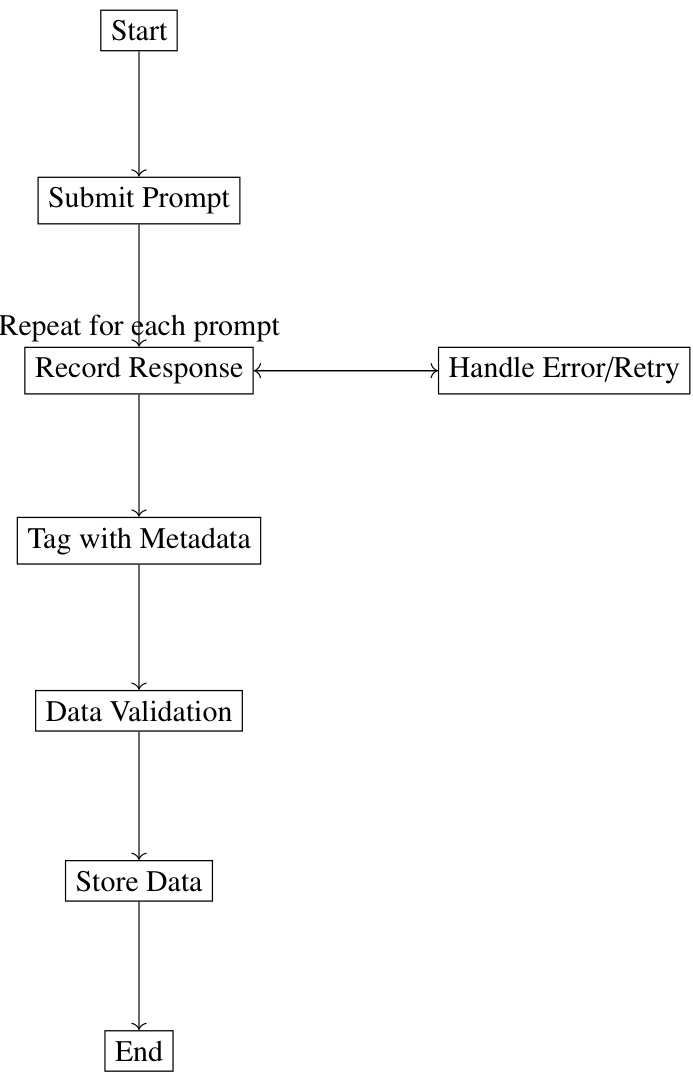 Start
Submit Prompt
Repeat for each prompt
Record Response
Handle Error/Retry
Tag with Metadata
Data Validation
Store Data
End